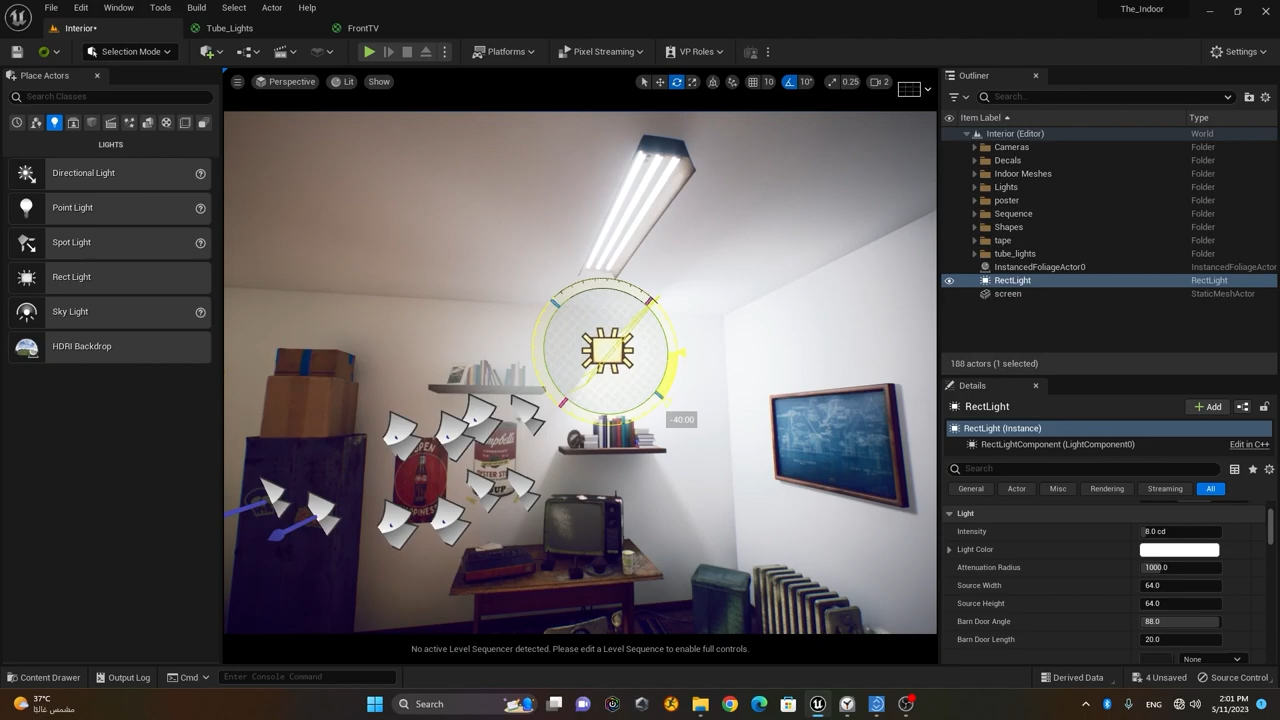 File Edit Window Tools Build Select Actor Help
The_Indoor
Interior•
Tube_Lights
FrontTV
Selection Mode
Platforms
Pixel Streaming
VP Roles
Settings
Place Actors
Search Classes
LIGHTS
Directional Light
Point Light
Spot Light
Rect Light
Sky Light
HDRI Backdrop
Perspective
Lit
Show
10
10°
0.25
2
-40.00
OPEN
Campbell's
No active Level Sequencer detected. Please edit a Level Sequence to enable full controls.
Outliner
Search...
Item Label Type
Interior (Editor) World
Cameras Folder
Decals Folder
Indoor Meshes Folder
Lights Folder
poster Folder
Sequence Folder
Shapes Folder
tape Folder
tube_lights Folder
InstancedFoliageActor0 InstancedFoliageActor
RectLight RectLight
screen StaticMeshActor
188 actors (1 selected)
Details
RectLight
Add
RectLight (Instance)
RectLightComponent (LightComponent0) Edit in C++
Search
General Actor Misc Rendering Streaming All
Light
Intensity 8.0 cd
Light Color
Attenuation Radius 1000.0
Source Width 64.0
Source Height 64.0
Barn Door Angle 88.0
Barn Door Length 20.0
None
Content Drawer
Output Log
Cmd
Enter Console Command
Derived Data
4 Unsaved
Source Control
37°C
مشمس غالبًا
Search
2:01 PM
5/11/2023